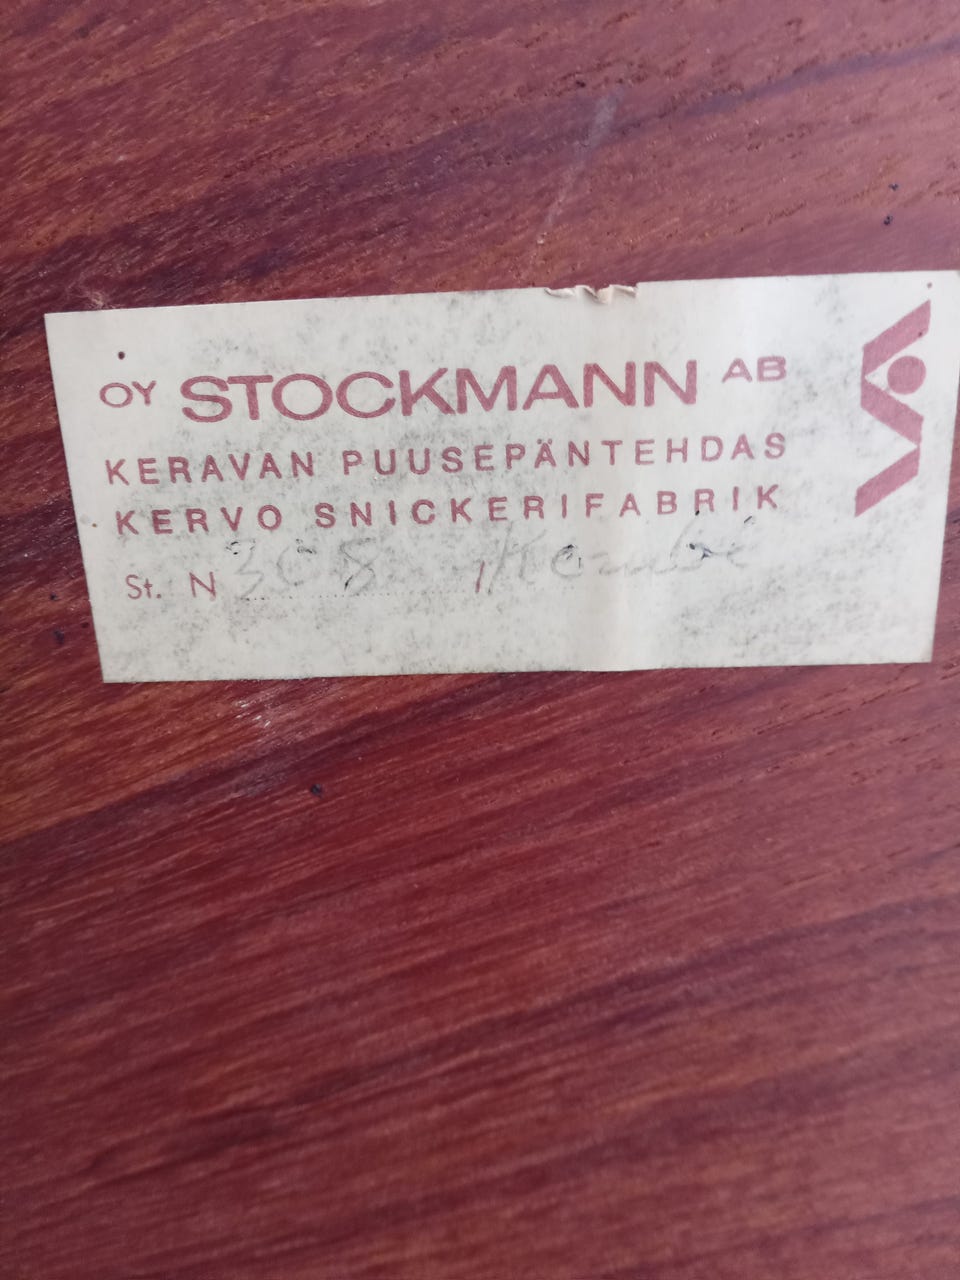 OY STOCKMANN AB
KERAVAN PUUSEPÄNTEHDAS
KERVO SNICKERIFABRIK
St. N 308 /